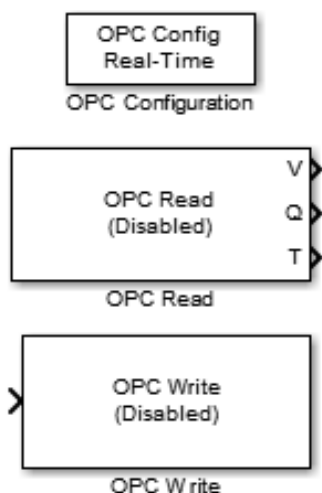 OPC Config
Real-Time
OPC Configuration
V
OPC Read
(Disabled)
Q
T
OPC Read
OPC Write
(Disabled)
OPC Write